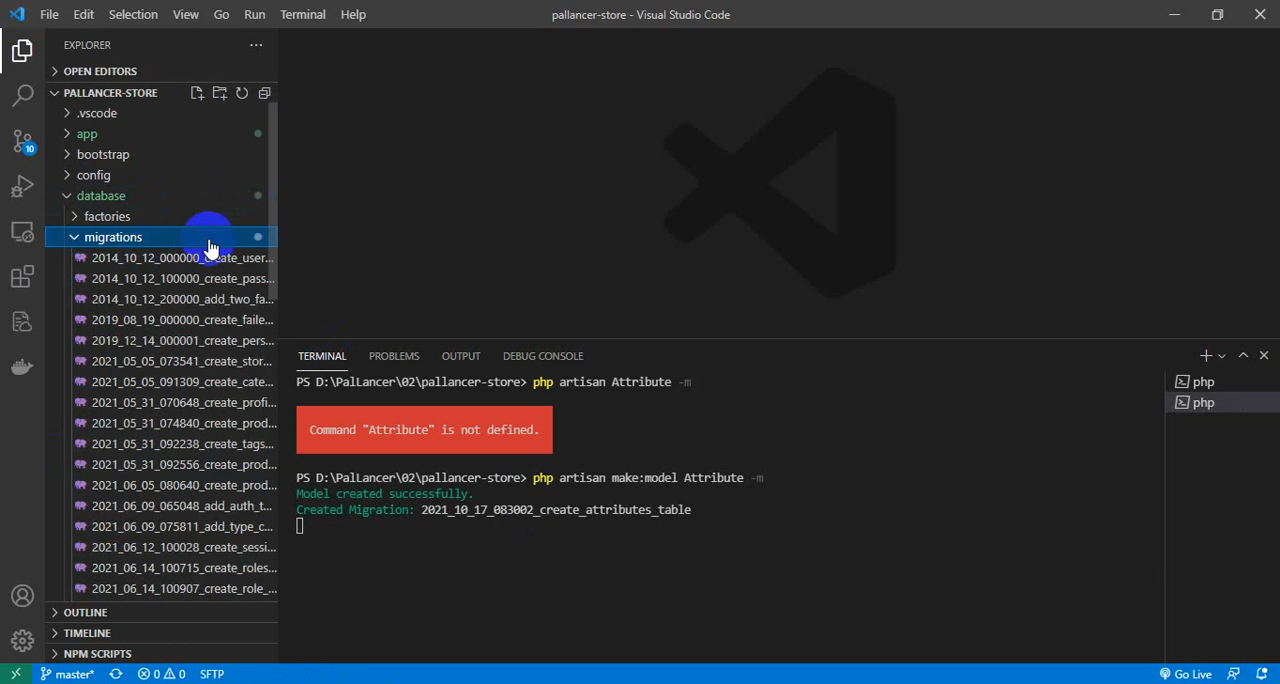 File Edit Selection View Go Run Terminal Help
pallancer-store - Visual Studio Code
EXPLORER
OPEN EDITORS
PALLANCER-STORE
.vscode
app
bootstrap
config
database
factories
migrations
2014_10_12_000000_create_user...
2014_10_12_100000_create_pass...
2014_10_12_200000_add_two_fa...
2019_08_19_000000_create_faile...
2019_12_14_000001_create_pers...
2021_05_05_073541_create_stor...
2021_05_05_091309_create_cate...
2021_05_31_070648_create_profi...
2021_05_31_074840_create_prod...
2021_05_31_092238_create_tags...
2021_05_31_092556_create_prod...
2021_06_05_080640_create_prod...
2021_06_09_065048_add_auth_t...
2021_06_09_075811_add_type_c...
2021_06_12_100028_create_sessi...
2021_06_14_100715_create_roles...
2021_06_14_100907_create_role_...
OUTLINE
TIMELINE
NPM SCRIPTS
10
TERMINAL PROBLEMS OUTPUT DEBUG CONSOLE
PS D:\PalLancer\02\pallancer-store> php artisan Attribute -m
Command "Attribute" is not defined.
PS D:\PalLancer\02\pallancer-store> php artisan make:model Attribute -m
Model created successfully.
Created Migration: 2021_10_17_083002_create_attributes_table
php
php
master* 0 0 SFTP
Go Live